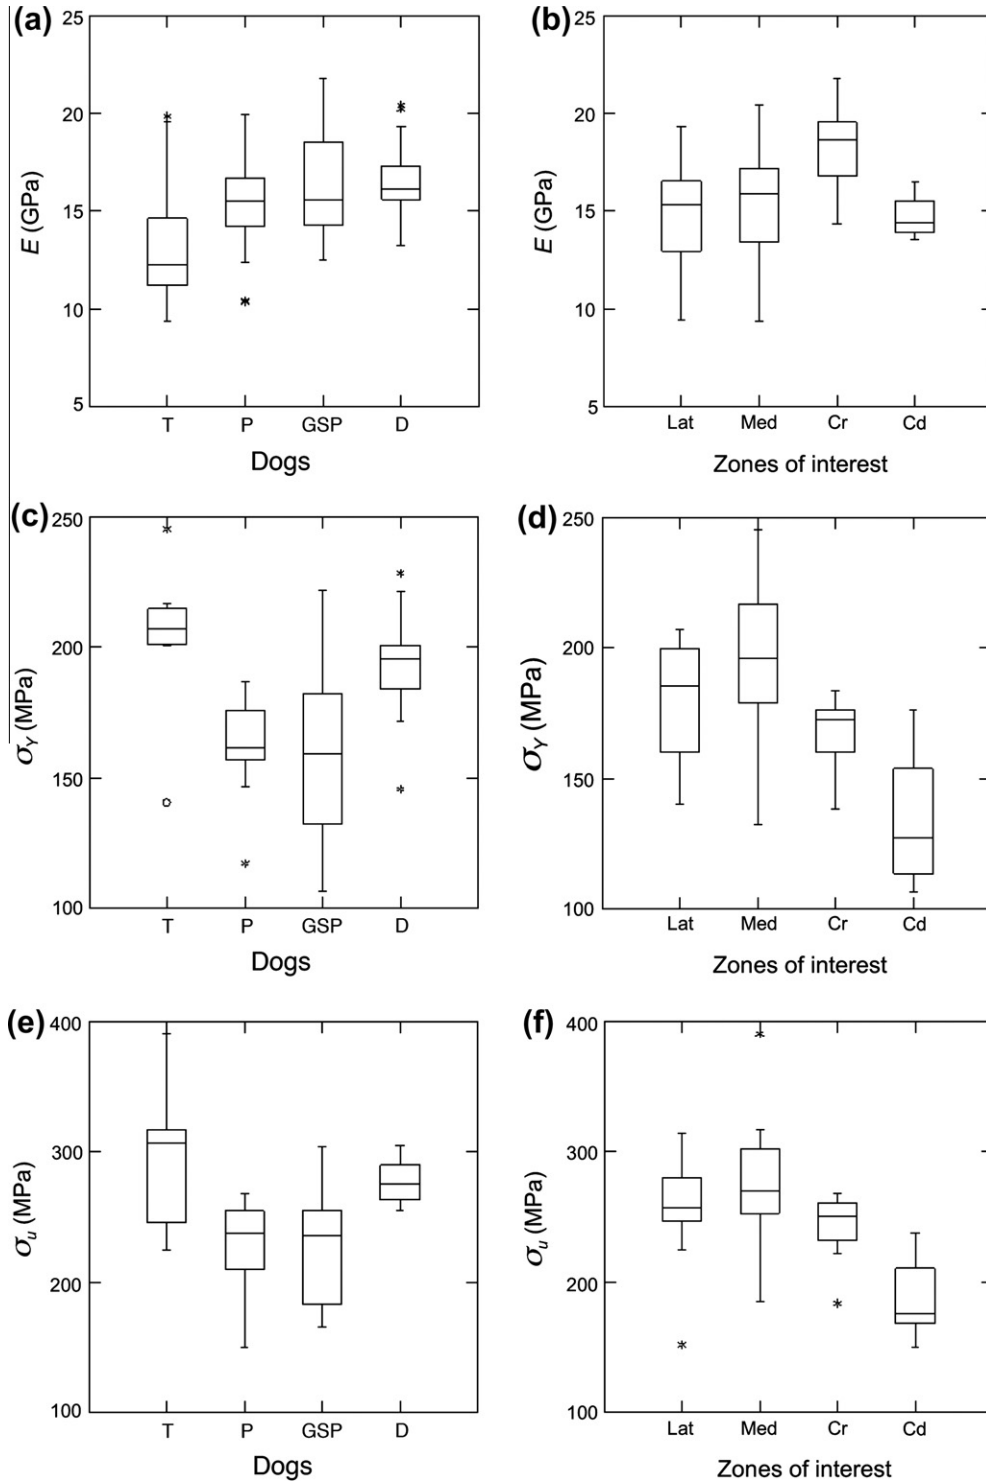 (a)
25
20
15
10
5
E (GPa)
T P GSP D
Dogs
(b)
25
20
15
10
5
E (GPa)
Lat Med Cr Cd
Zones of interest
(c)
250
200
150
100
σY (MPa)
T P GSP D
Dogs
(d)
250
200
150
100
σY (MPa)
Lat Med Cr Cd
Zones of interest
(e)
400
300
200
100
σu (MPa)
T P GSP D
Dogs
(f)
400
300
200
100
σu (MPa)
Lat Med Cr Cd
Zones of interest